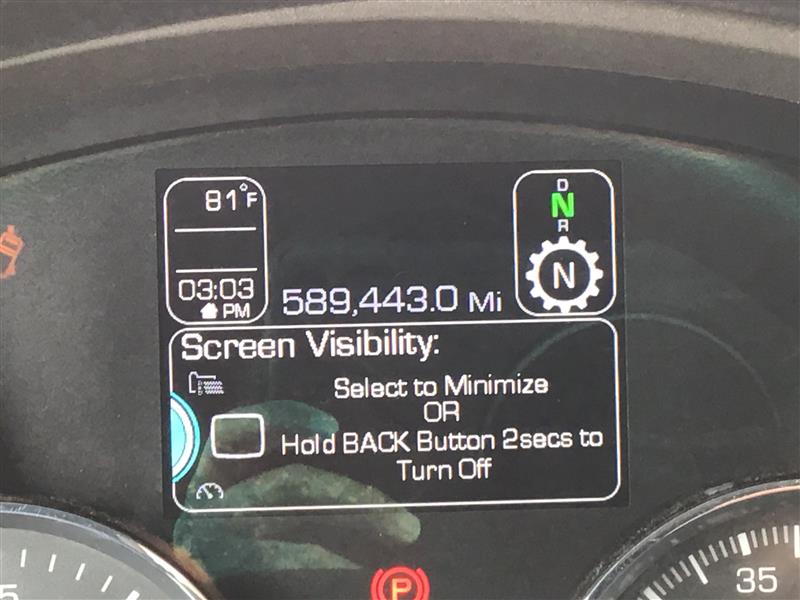 81°F
03:03
PM
D
N
R
N
589,443.0 Mi
Screen Visibility:
Select to Minimize
OR
Hold BACK Button 2secs to
Turn Off
P
5
35